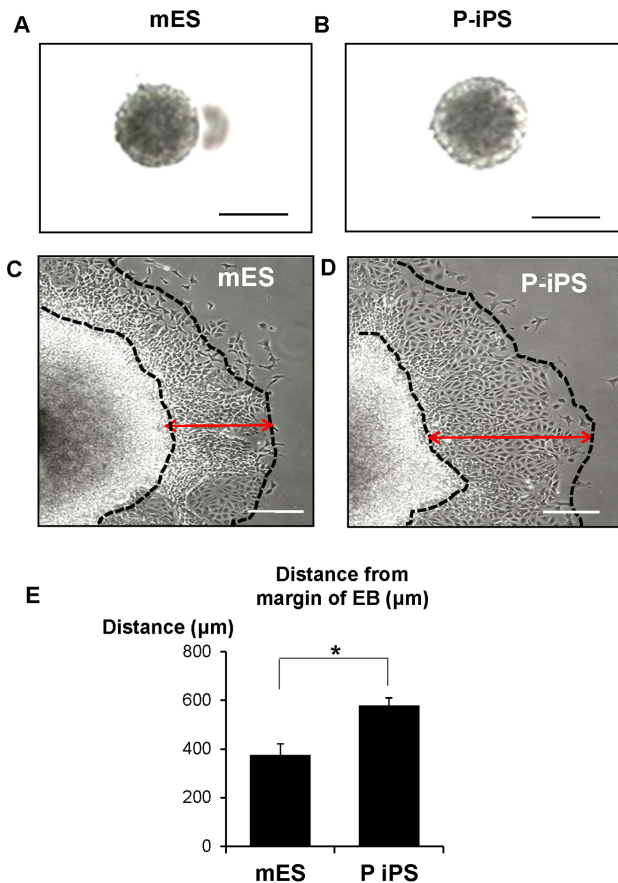 A
mES
B
P-iPS
C
mES
D
P-iPS
E
Distance from
margin of EB (μm)
Distance (μm)
800
*
600
400
200
0
mES
P iPS